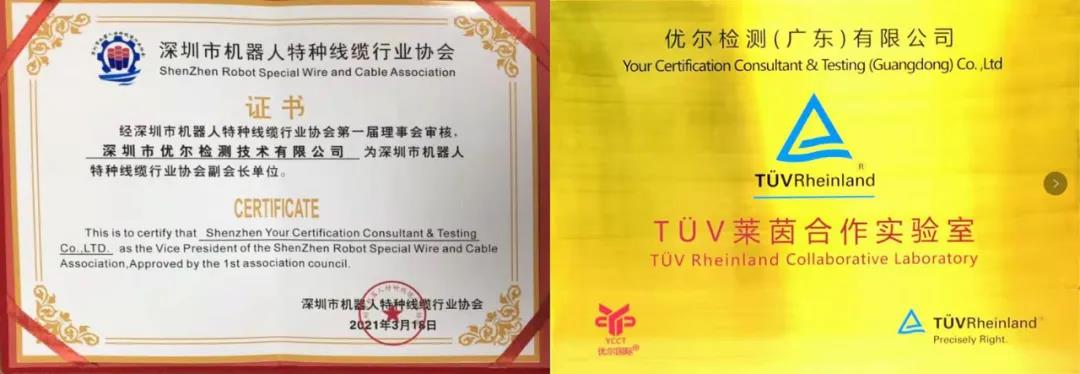 深圳市机器人特种线缆行业协会
ShenZhen Robot Special Wire and Cable Association
证书
经深圳市机器人特种线缆行业协会第一届理事会审核,
深圳市优尔检测技术有限公司 为深圳市机器人
特种线缆行业协会副会长单位。
CERTIFICATE
This is to certify that Shenzhen Your Certification Consultant & Testing
Co.,LTD. as the Vice President of the ShenZhen Robot Special Wire and Cable
Association,Approved by the 1st association council.
深圳市机器人特种线缆行业协会
2021年3月18日
优尔检测(广东)有限公司
Your Certification Consultant & Testing (Guangdong) Co.,Ltd
TÜVRheinland®
TÜV莱茵合作实验室
TÜV Rheinland Collaborative Laboratory
YCCT
优尔国际®
TÜVRheinland®
Precisely Right.